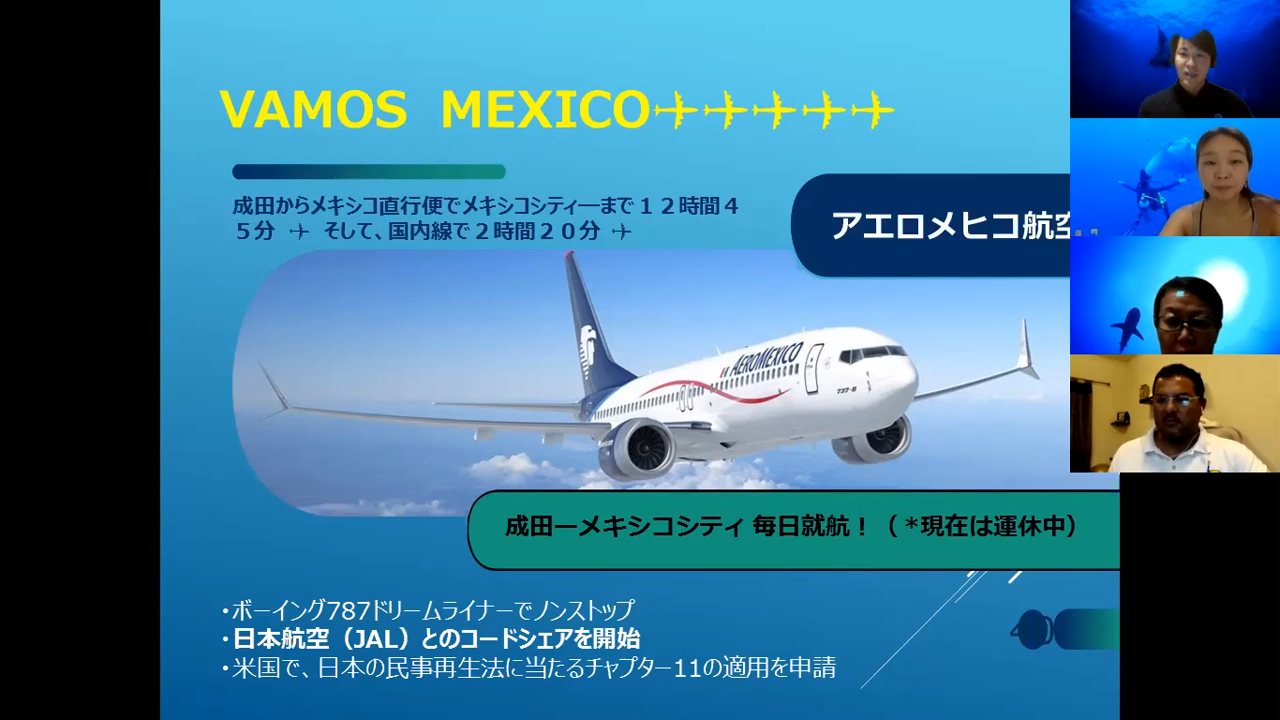 VAMOS MEXICO✈✈✈✈✈
成田からメキシコ直行便でメキシコシティーまで１２時間４
５分 ✈ そして、国内線で２時間２０分 ✈
アエロメヒコ航空
AEROMEXICO
737-8
成田ーメキシコシティ 毎日就航！（*現在は運休中）
・ボーイング787ドリームライナーでノンストップ
・日本航空（JAL）とのコードシェアを開始
・米国で、日本の民事再生法に当たるチャプター11の適用を申請